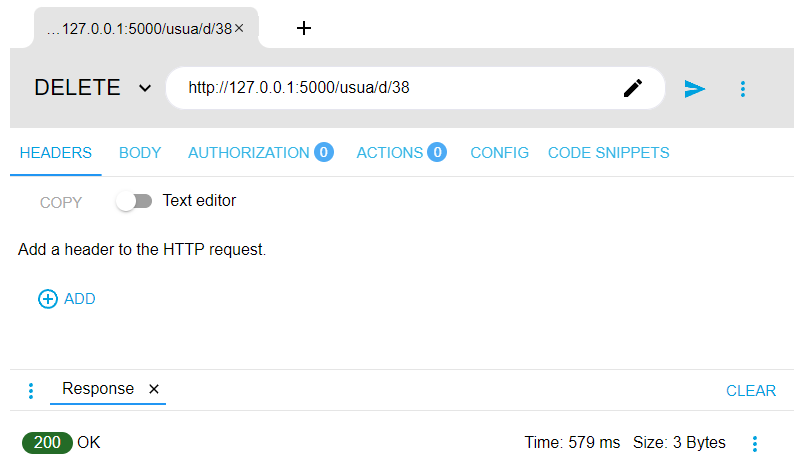 ...127.0.0.1:5000/usua/d/38× +
DELETE http://127.0.0.1:5000/usua/d/38
HEADERS BODY AUTHORIZATION 0 ACTIONS 0 CONFIG CODE SNIPPETS
COPY Text editor
Add a header to the HTTP request.
ADD
Response × CLEAR
200 OK Time: 579 ms Size: 3 Bytes